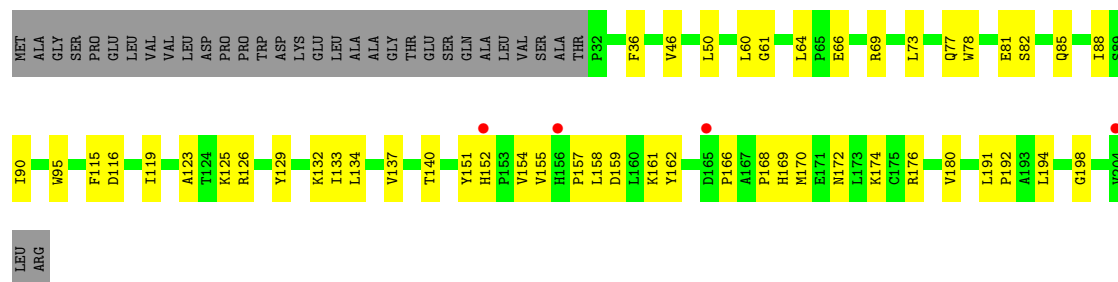 MET ALA GLY SER PRO GLU LEU VAL VAL LEU ASP PRO PRO TRP ASP LYS GLU LEU ALA ALA GLY THR GLU SER GLN ALA LEU VAL SER ALA THR P32 F36 V46 L50 L60 G61 L64 P65 E66 R69 L73 Q77 W78 E81 S82 Q85 I88 S89
I90 W95 F115 D116 I119 A123 T124 K125 R126 Y129 K132 I133 L134 V137 T140 Y151 H152 P153 V154 V155 H156 P157 L158 D159 L160 K161 Y162 D165 P166 A167 P168 H169 M170 E171 N172 L173 K174 C175 R176 V180 L191 P192 A193 L194 G198 V204
LEU ARG